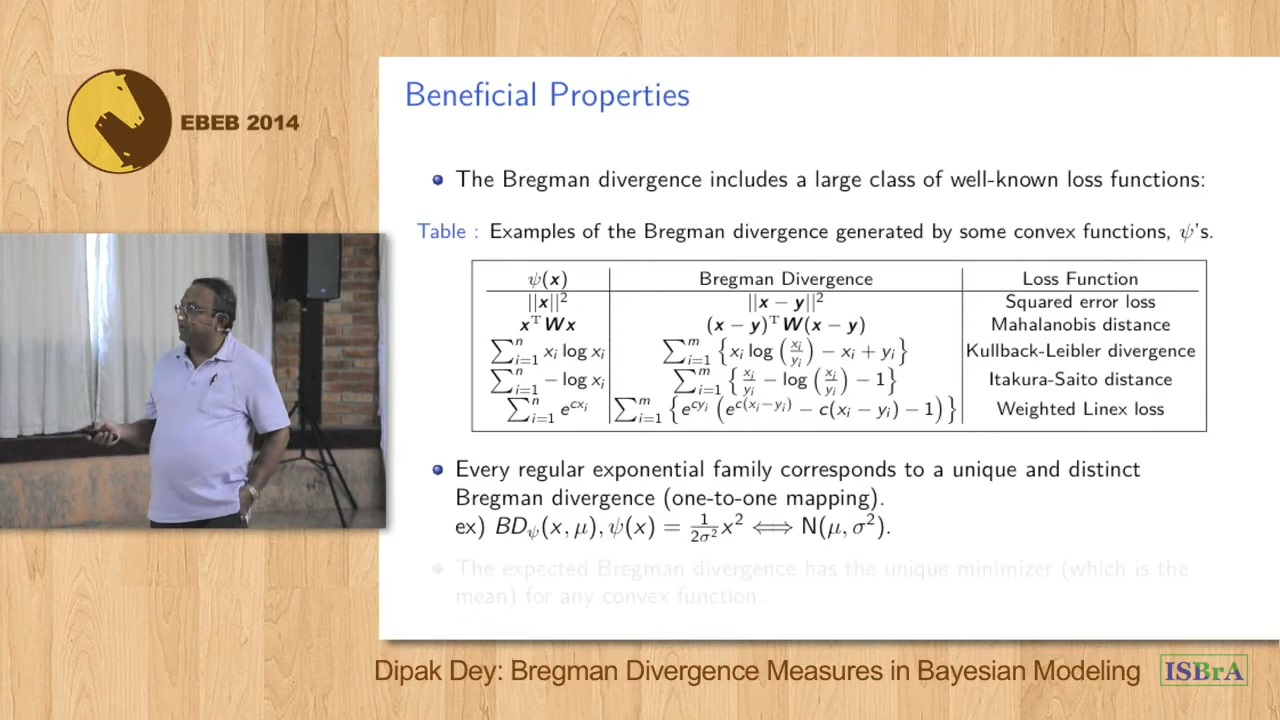 EBEB 2014
Beneficial Properties
The Bregman divergence includes a large class of well-known loss functions:
Table : Examples of the Bregman divergence generated by some convex functions, ψ's.
ψ(x) Bregman Divergence Loss Function
||x||² ||x − y||² Squared error loss
xᵀWx (x − y)ᵀW(x − y) Mahalanobis distance
∑ⁿᵢ₌₁ xᵢ log xᵢ ∑ᵐᵢ₌₁ {xᵢ log (xᵢ/yᵢ) − xᵢ + yᵢ} Kullback-Leibler divergence
∑ⁿᵢ₌₁ − log xᵢ ∑ᵐᵢ₌₁ {xᵢ/yᵢ − log (xᵢ/yᵢ) − 1} Itakura-Saito distance
∑ⁿᵢ₌₁ e^{cxᵢ} ∑ᵐᵢ₌₁ {e^{cyᵢ} (e^{c(xᵢ−yᵢ)} − c(xᵢ − yᵢ) − 1)} Weighted Linex loss
Every regular exponential family corresponds to a unique and distinct
Bregman divergence (one-to-one mapping).
ex) BD_ψ(x, μ), ψ(x) = 1/(2σ²) x² ⟺ N(μ, σ²).
The expected Bregman divergence has the unique minimizer (which is the
mean) for any convex function.
Dipak Dey: Bregman Divergence Measures in Bayesian Modeling
ISBrA